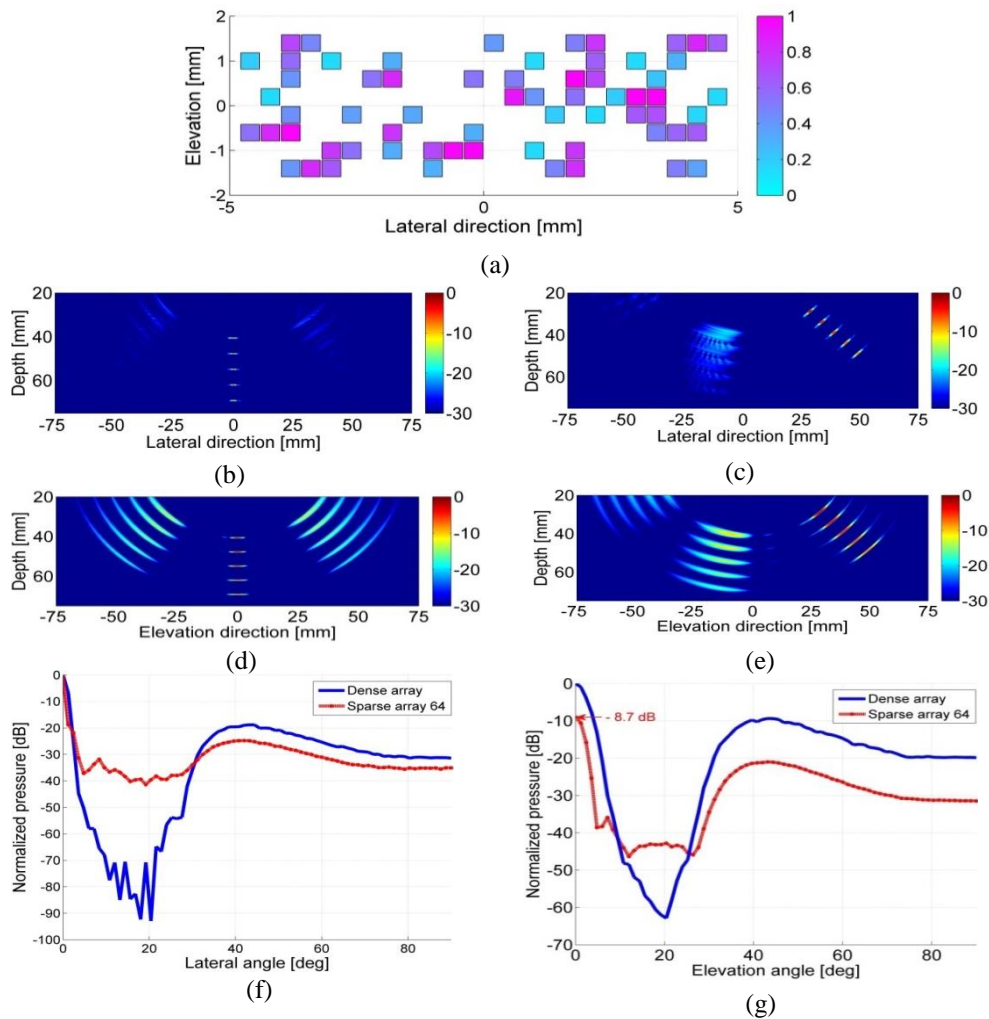 2
1
0
-1
-2
Elevation [mm]
-5 0 5
Lateral direction [mm]
1
0.8
0.6
0.4
0.2
0
(a)
20
40
60
Depth [mm]
-75 -50 -25 0 25 50 75
Lateral direction [mm]
0
-10
-20
-30
(b)
20
40
60
Depth [mm]
-75 -50 -25 0 25 50 75
Lateral direction [mm]
0
-10
-20
-30
(c)
20
40
60
Depth [mm]
-75 -50 -25 0 25 50 75
Elevation direction [mm]
0
-10
-20
-30
(d)
20
40
60
Depth [mm]
-75 -50 -25 0 25 50 75
Elevation direction [mm]
0
-10
-20
-30
(e)
0
-10
-20
-30
-40
-50
-60
-70
-80
-90
-100
Normalized pressure [dB]
Dense array
Sparse array 64
0 20 40 60 80
Lateral angle [deg]
(f)
0
-10
-20
-30
-40
-50
-60
-70
Normalized pressure [dB]
- 8.7 dB
Dense array
Sparse array 64
0 20 40 60 80
Elevation angle [deg]
(g)